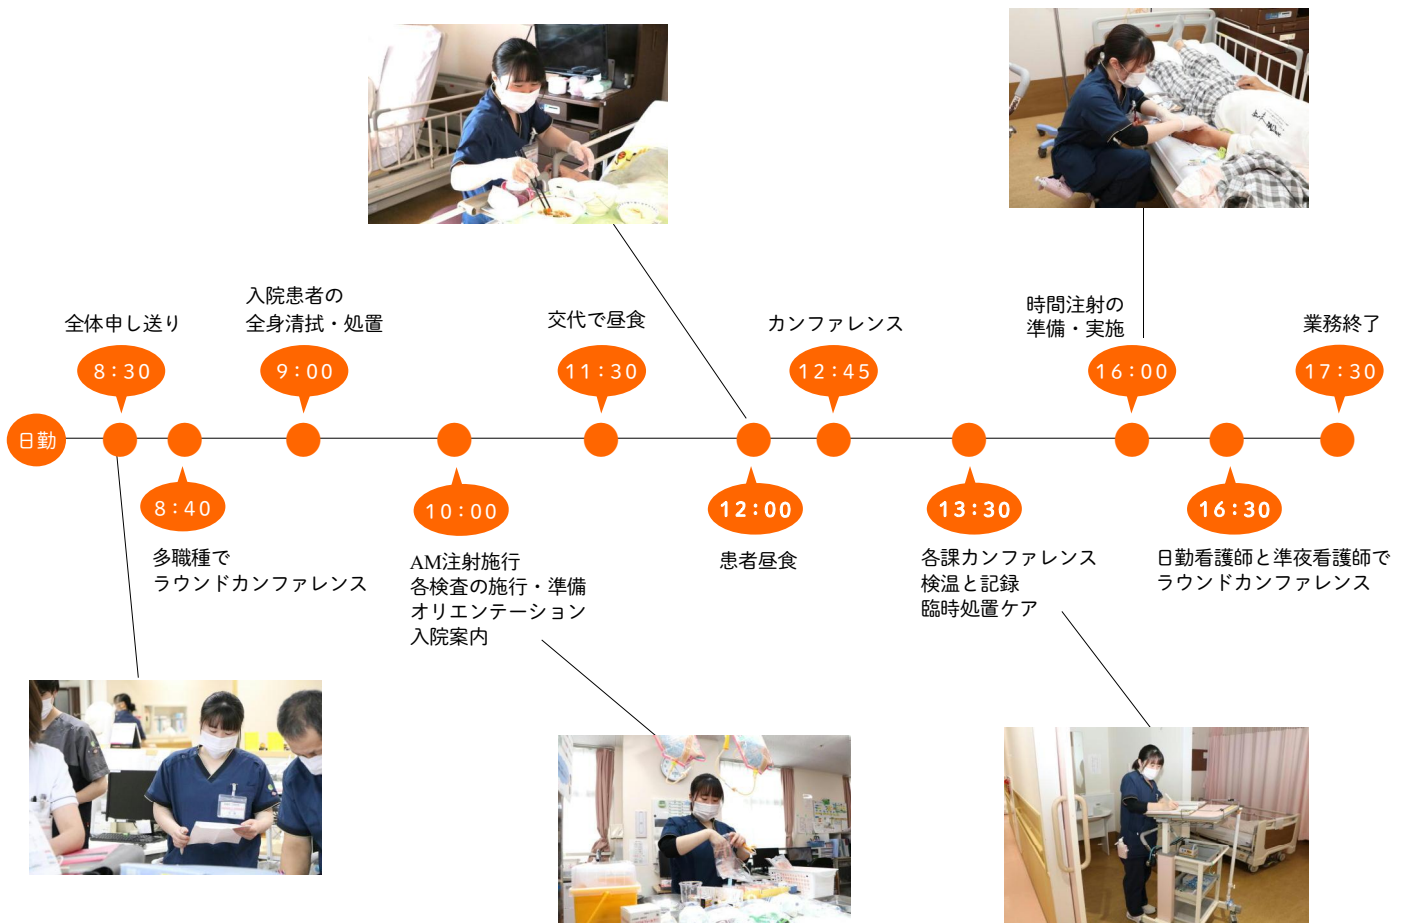 全体申し送り
8:30
入院患者の
全身清拭・処置
9:00
交代で昼食
11:30
カンファレンス
12:45
時間注射の
準備・実施
16:00
業務終了
17:30
日勤
8:40
多職種で
ラウンドカンファレンス
10:00
AM注射施行
各検査の施行・準備
オリエンテーション
入院案内
12:00
患者昼食
13:30
各課カンファレンス
検温と記録
臨時処置ケア
16:30
日勤看護師と準夜看護師で
ラウンドカンファレンス